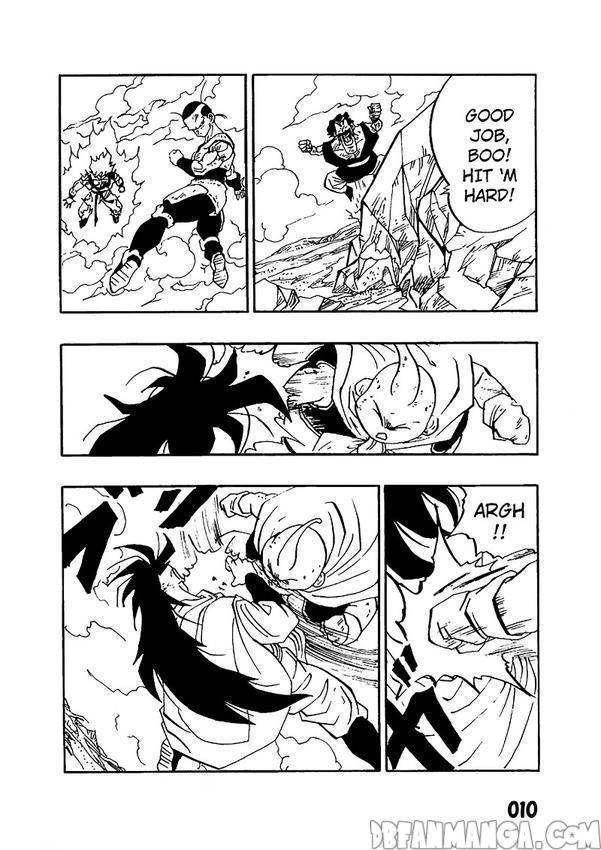 GOOD
JOB,
BOO!
HIT 'M
HARD!
ARGH
!!
010
DBFANMANGA.COM